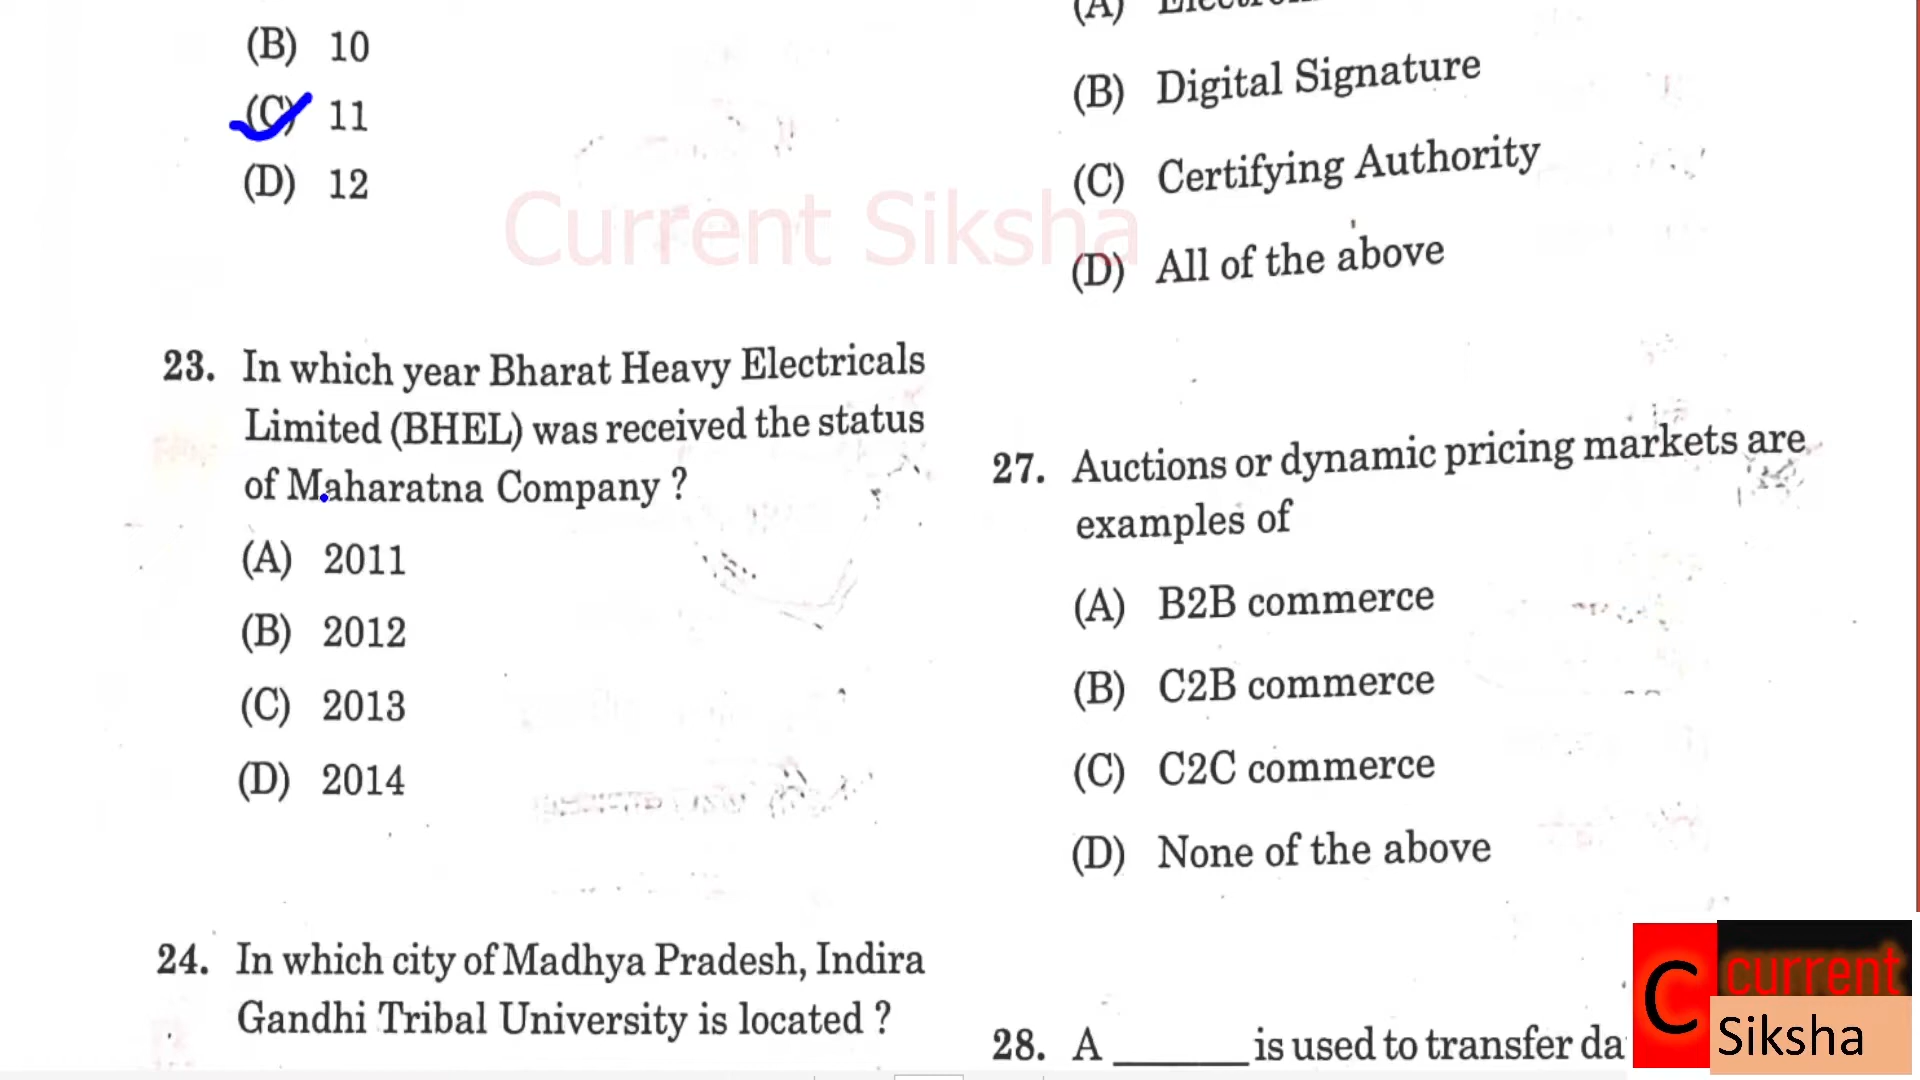 (B) 10
(C) 11
(D) 12
23. In which year Bharat Heavy Electricals
Limited (BHEL) was received the status
of Maharatna Company ?
(A) 2011
(B) 2012
(C) 2013
(D) 2014
24. In which city of Madhya Pradesh, Indira
Gandhi Tribal University is located ?
(A)
(B) Digital Signature
(C) Certifying Authority
(D) All of the above
27. Auctions or dynamic pricing markets are
examples of
(A) B2B commerce
(B) C2B commerce
(C) C2C commerce
(D) None of the above
28. A ______ is used to transfer da
Current Siksha
C current
Siksha